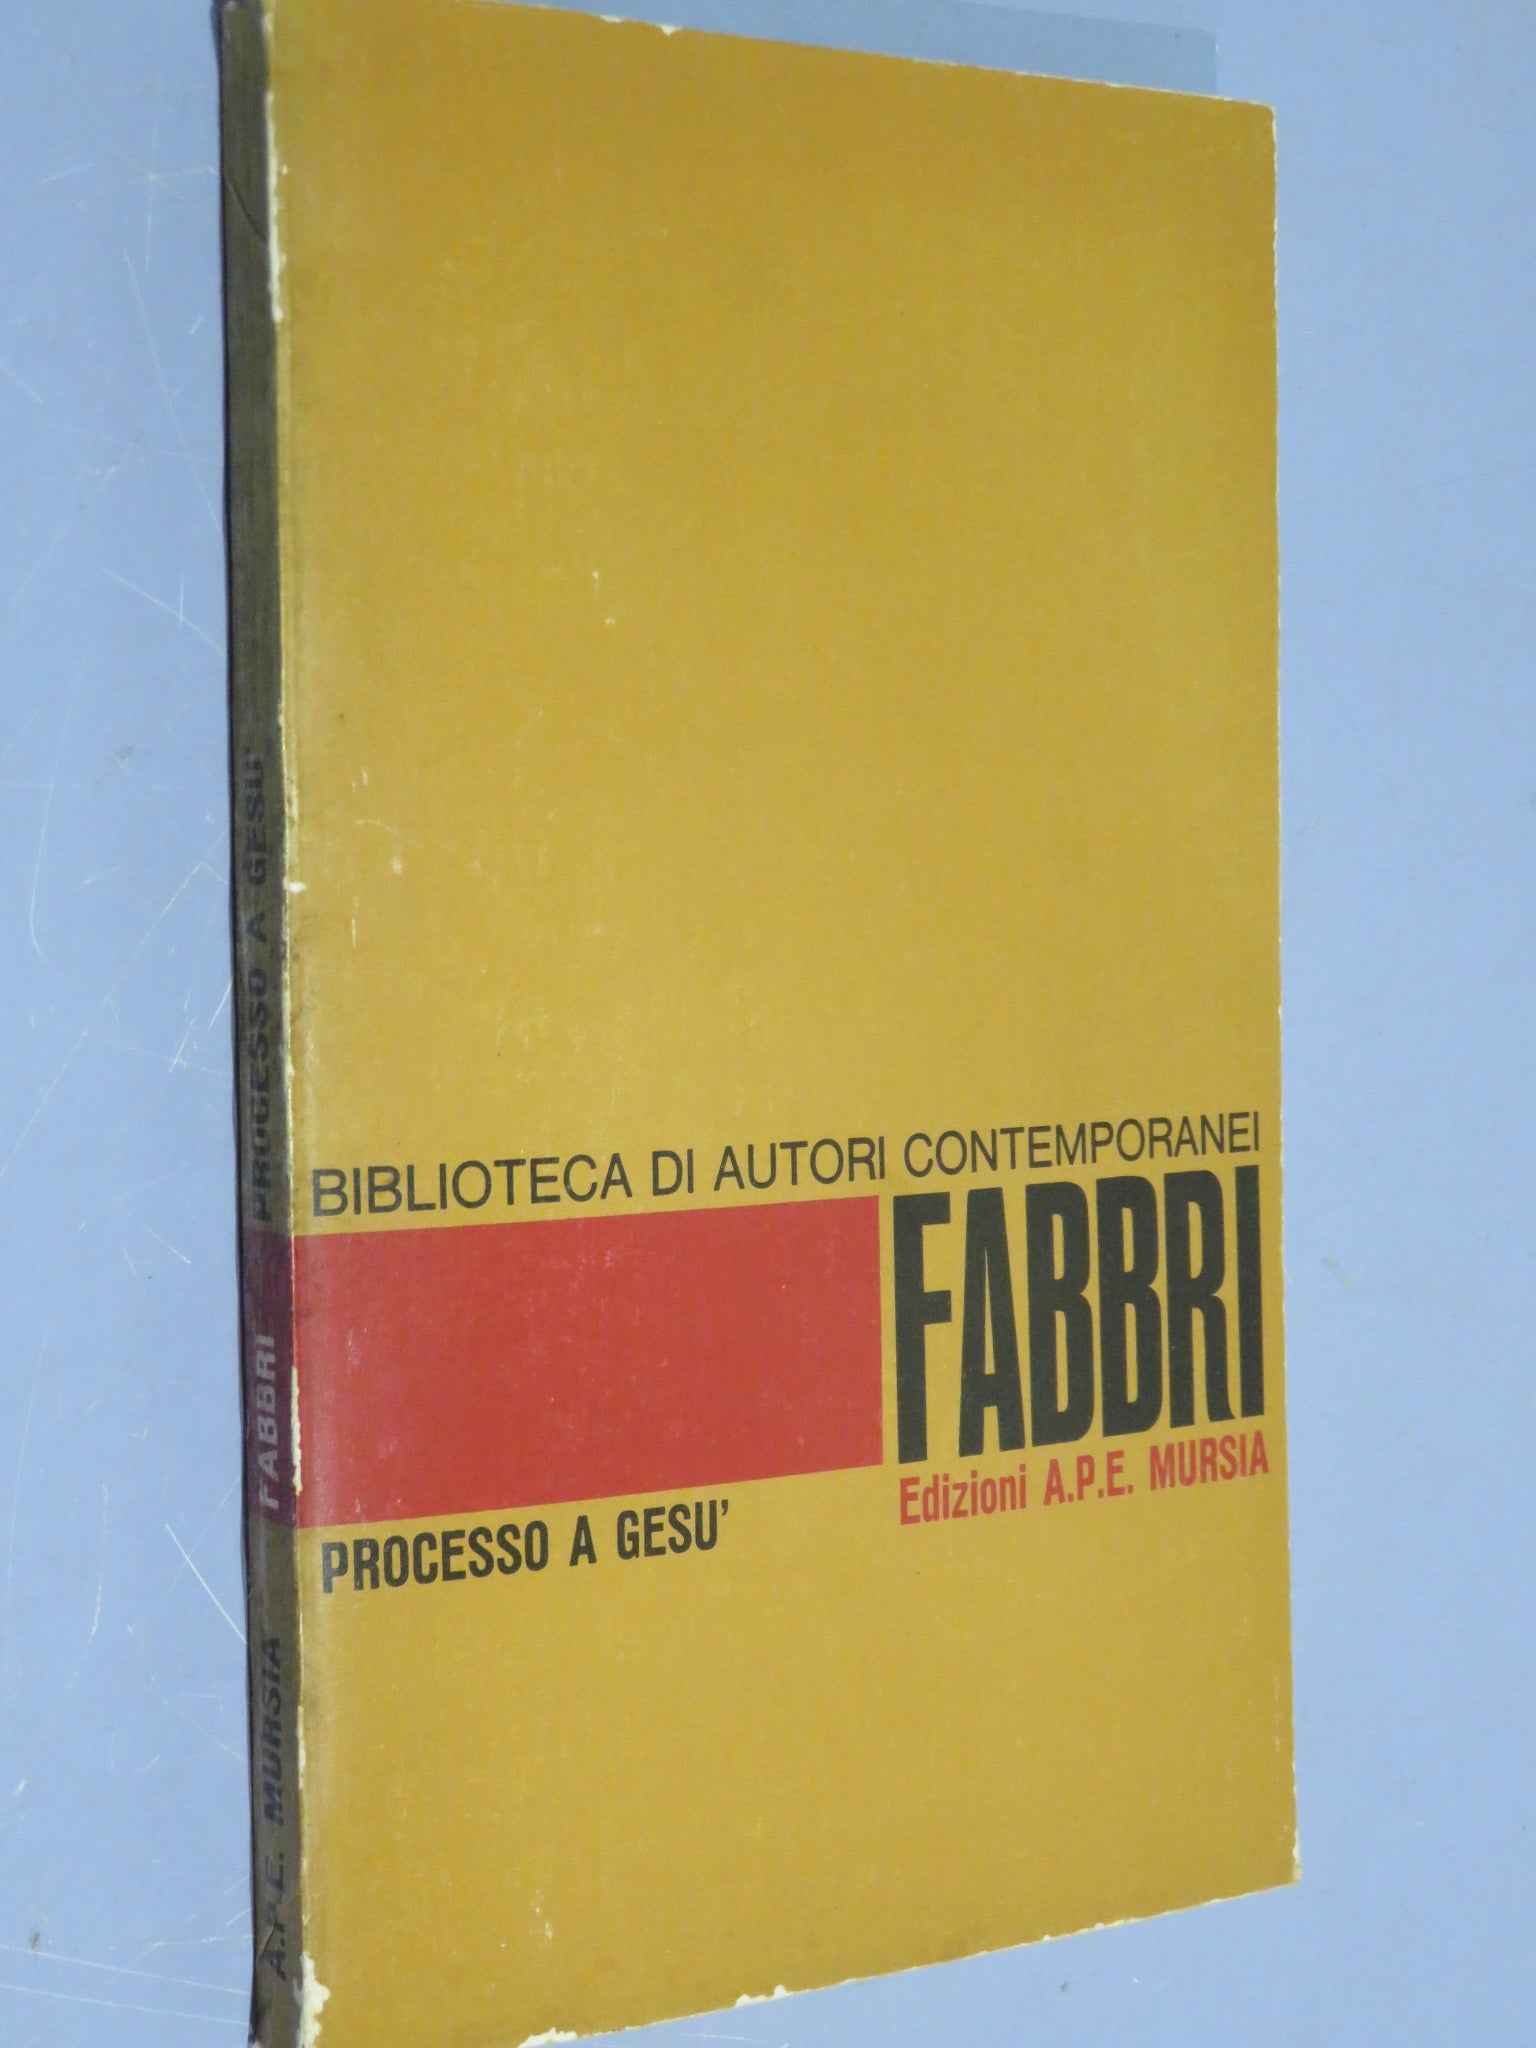 BIBLIOTECA DI AUTORI CONTEMPORANEI
FABBRI
Edizioni A.P.E. MURSIA
PROCESSO A GESU'
A.P.E. MURSIA FABBRI PROCESSO A GESU'